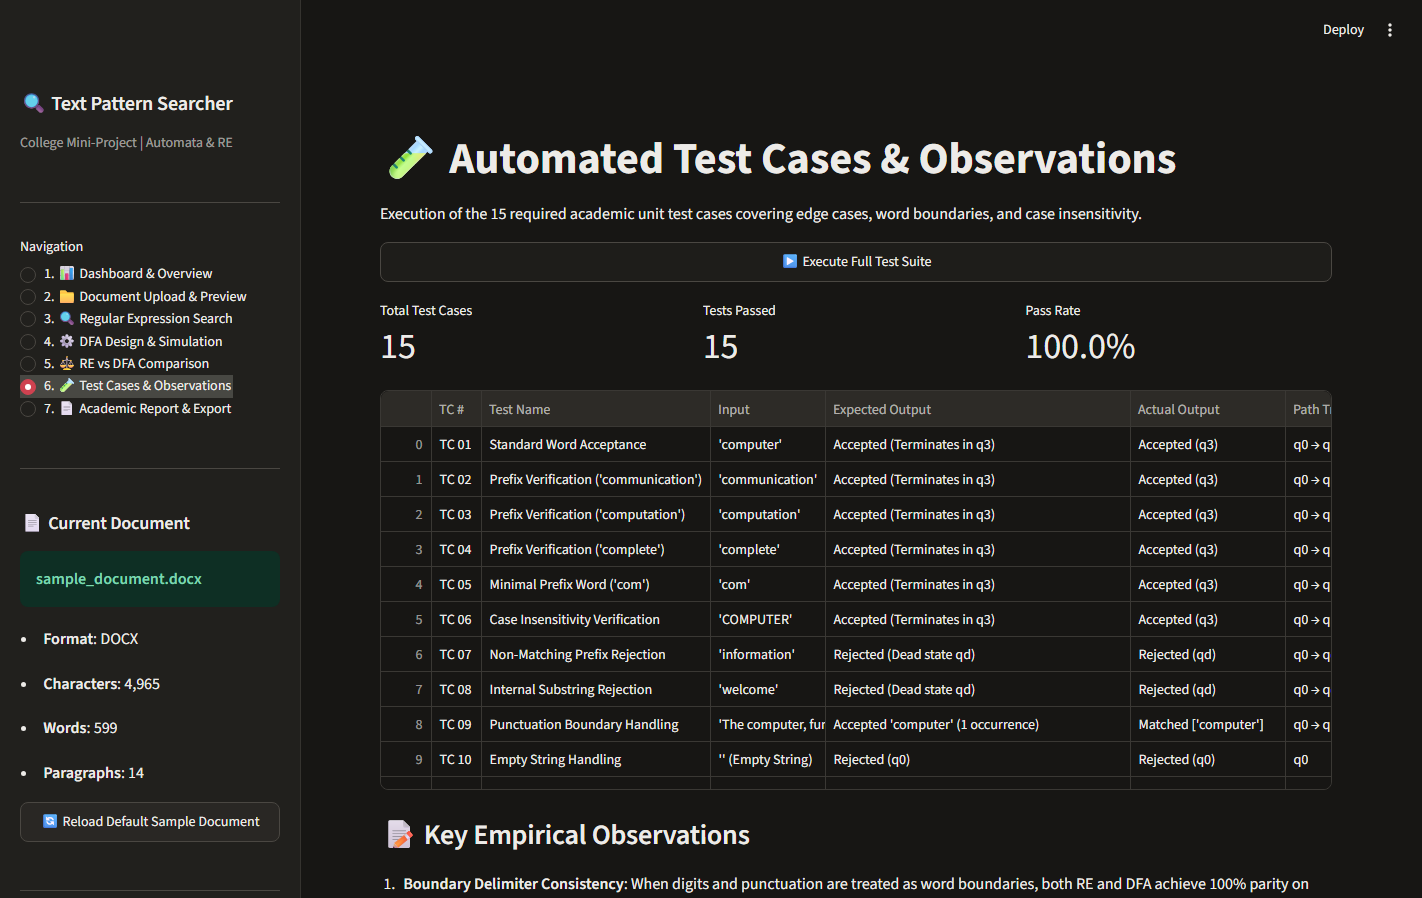 Deploy
Text Pattern Searcher
College Mini-Project | Automata & RE
Navigation
1. Dashboard & Overview
2. Document Upload & Preview
3. Regular Expression Search
4. DFA Design & Simulation
5. RE vs DFA Comparison
6. Test Cases & Observations
7. Academic Report & Export
Current Document
sample_document.docx
Format: DOCX
Characters: 4,965
Words: 599
Paragraphs: 14
Reload Default Sample Document
Automated Test Cases & Observations
Execution of the 15 required academic unit test cases covering edge cases, word boundaries, and case insensitivity.
Execute Full Test Suite
Total Test Cases Tests Passed Pass Rate
15 15 100.0%
TC # Test Name Input Expected Output Actual Output Path
0 TC 01 Standard Word Acceptance 'computer' Accepted (Terminates in q3) Accepted (q3) q0 → q
1 TC 02 Prefix Verification ('communication') 'communication' Accepted (Terminates in q3) Accepted (q3) q0 → q
2 TC 03 Prefix Verification ('computation') 'computation' Accepted (Terminates in q3) Accepted (q3) q0 → q
3 TC 04 Prefix Verification ('complete') 'complete' Accepted (Terminates in q3) Accepted (q3) q0 → q
4 TC 05 Minimal Prefix Word ('com') 'com' Accepted (Terminates in q3) Accepted (q3) q0 → q
5 TC 06 Case Insensitivity Verification 'COMPUTER' Accepted (Terminates in q3) Accepted (q3) q0 → q
6 TC 07 Non-Matching Prefix Rejection 'information' Rejected (Dead state qd) Rejected (qd) q0 → q
7 TC 08 Internal Substring Rejection 'welcome' Rejected (Dead state qd) Rejected (qd) q0 → q
8 TC 09 Punctuation Boundary Handling 'The computer, fur Accepted 'computer' (1 occurrence) Matched ['computer'] q0 → q
9 TC 10 Empty String Handling '' (Empty String) Rejected (q0) Rejected (q0) q0
Key Empirical Observations
1. Boundary Delimiter Consistency: When digits and punctuation are treated as word boundaries, both RE and DFA achieve 100% parity on